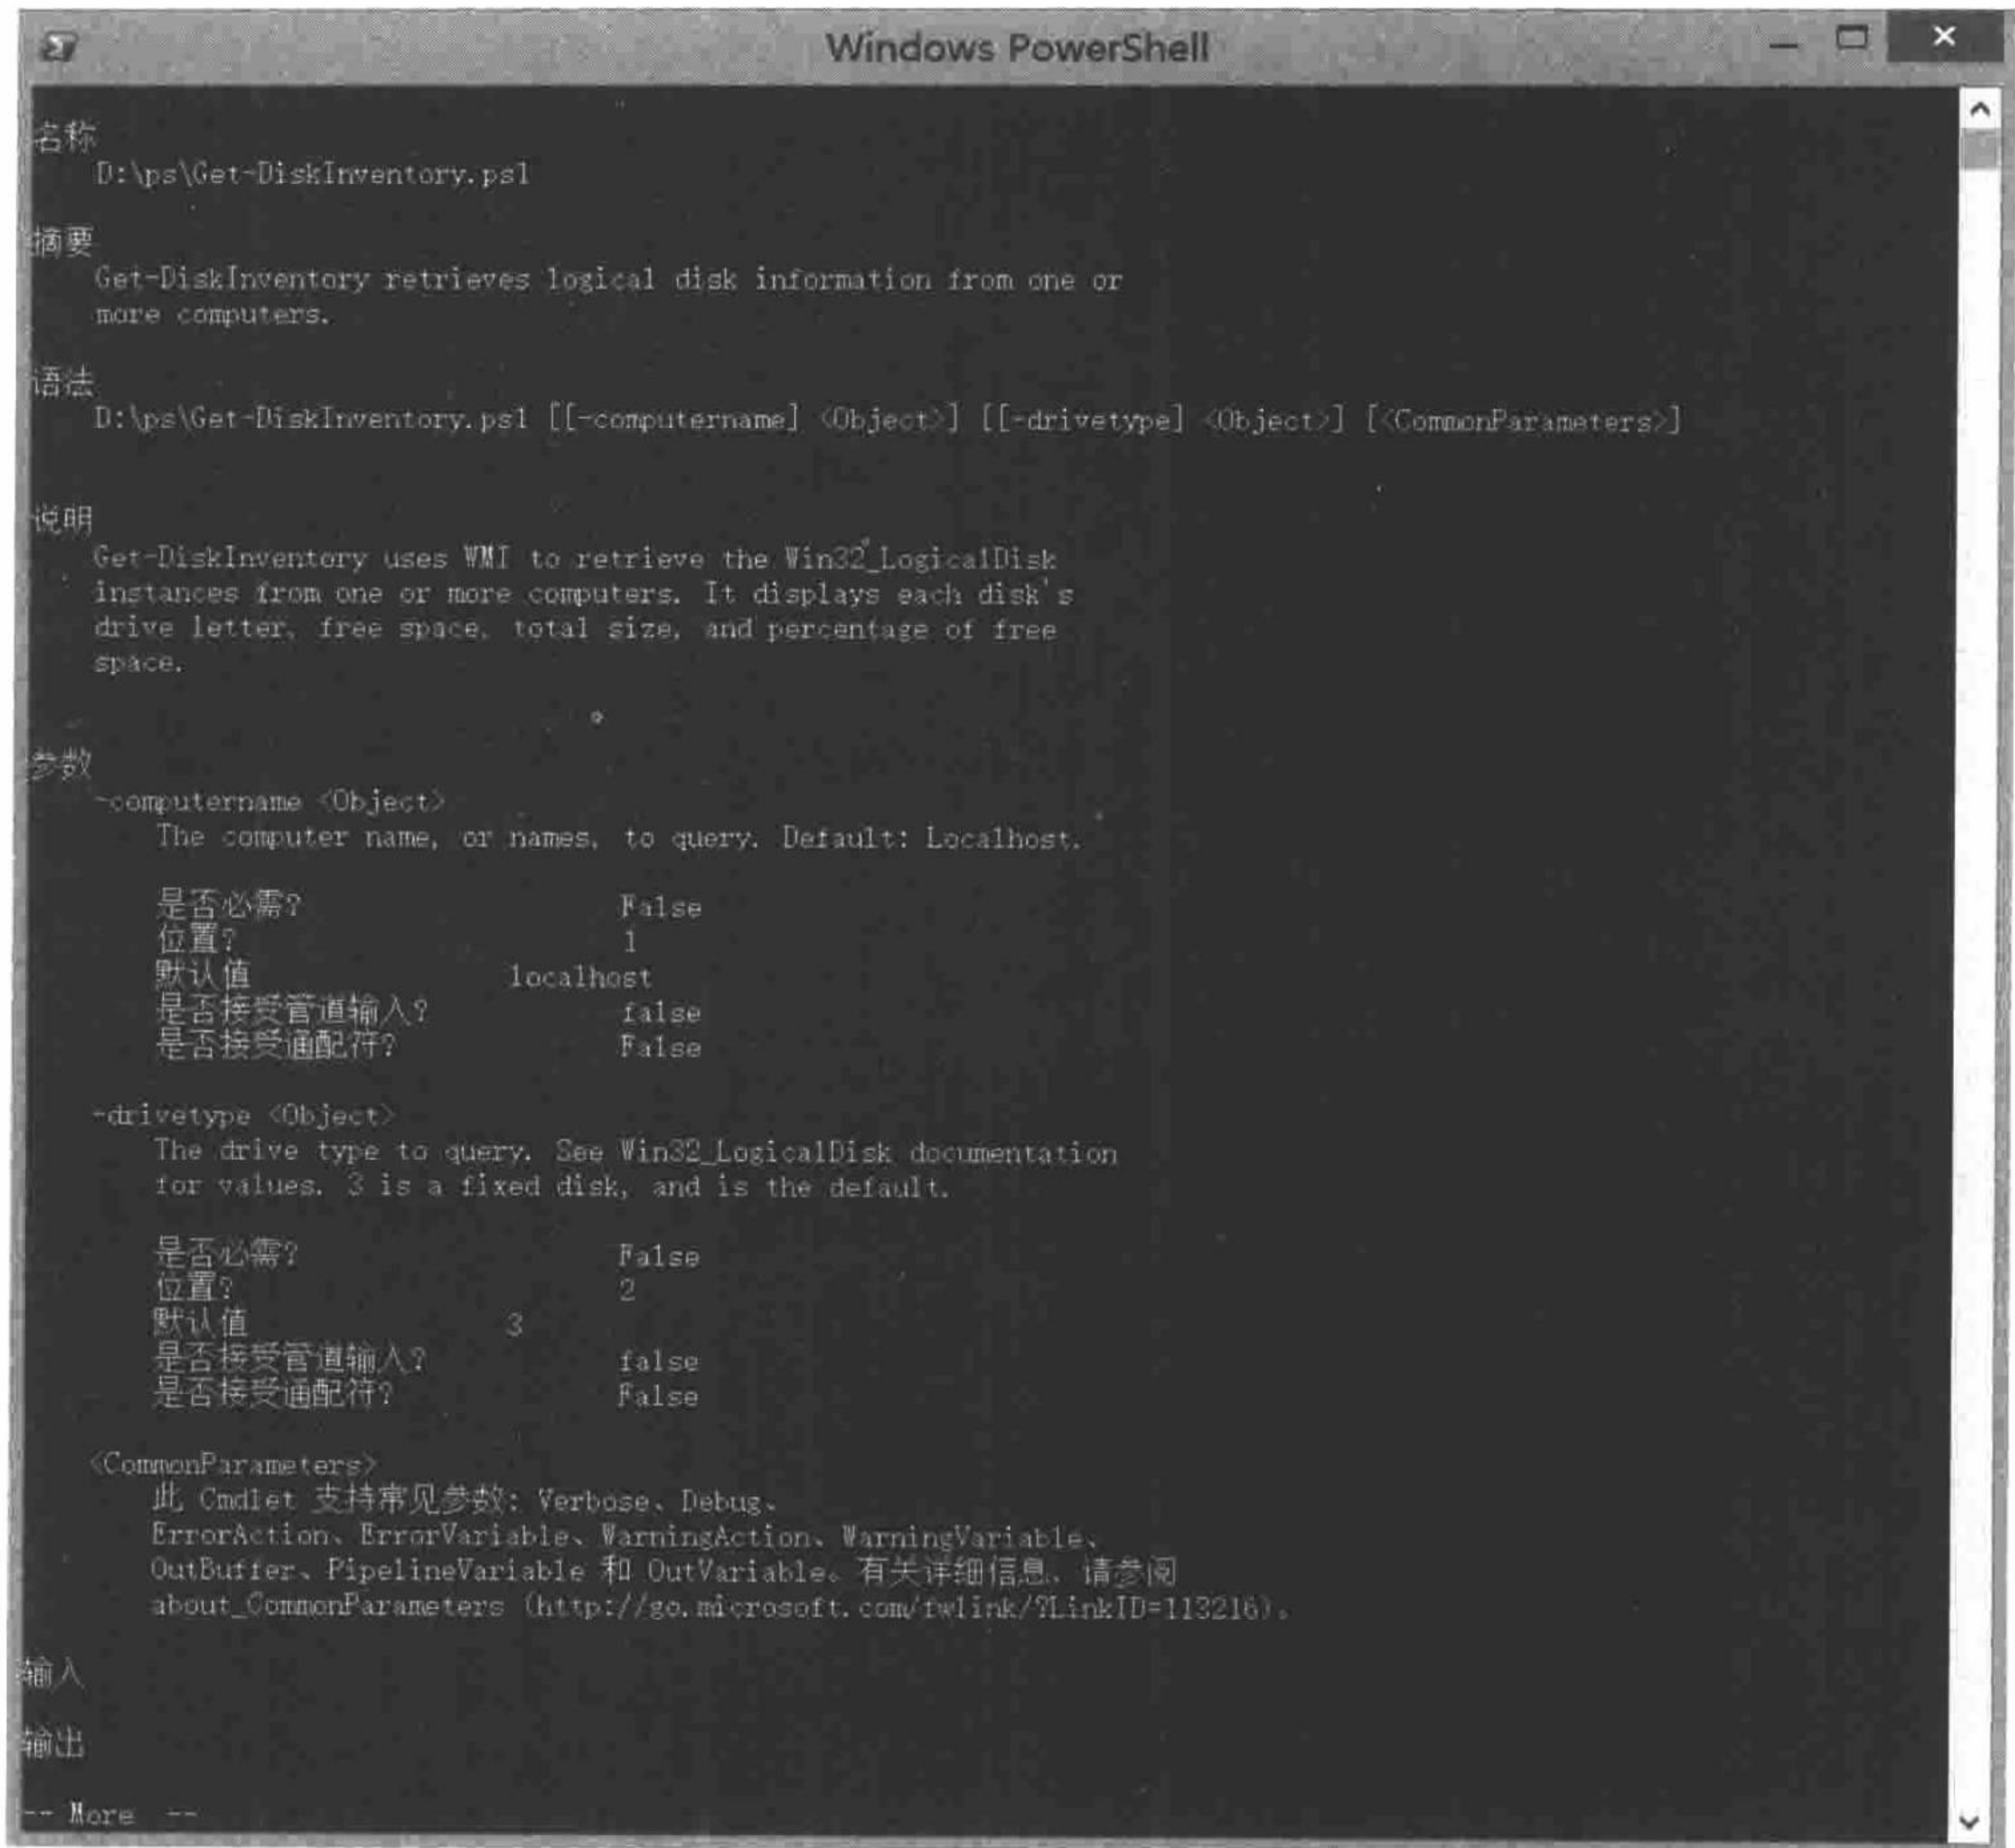 Windows PowerShell
名称
D:\ps\Get-DiskInventory.ps1
摘要
Get-DiskInventory retrieves logical disk information from one or
more computers.
语法
D:\ps\Get-DiskInventory.ps1 [[-computername] <Object>] [[-drivetype] <Object>] [<CommonParameters>]
说明
Get-DiskInventory uses WMI to retrieve the Win32_LogicalDisk
instances from one or more computers. It displays each disk's
drive letter, free space, total size, and percentage of free
space.
参数
-computername <Object>
The computer name, or names, to query. Default: Localhost.
是否必需? False
位置? 1
默认值 localhost
是否接受管道输入? false
是否接受通配符? False
-drivetype <Object>
The drive type to query. See Win32_LogicalDisk documentation
for values. 3 is a fixed disk, and is the default.
是否必需? False
位置? 2
默认值 3
是否接受管道输入? false
是否接受通配符? False
<CommonParameters>
此 Cmdlet 支持常见参数: Verbose、Debug、
ErrorAction、ErrorVariable、WarningAction、WarningVariable、
OutBuffer、PipelineVariable 和 OutVariable。有关详细信息、请参阅
about_CommonParameters (http://go.microsoft.com/fwlink/?LinkID=113216)。
输入
输出
-- More --